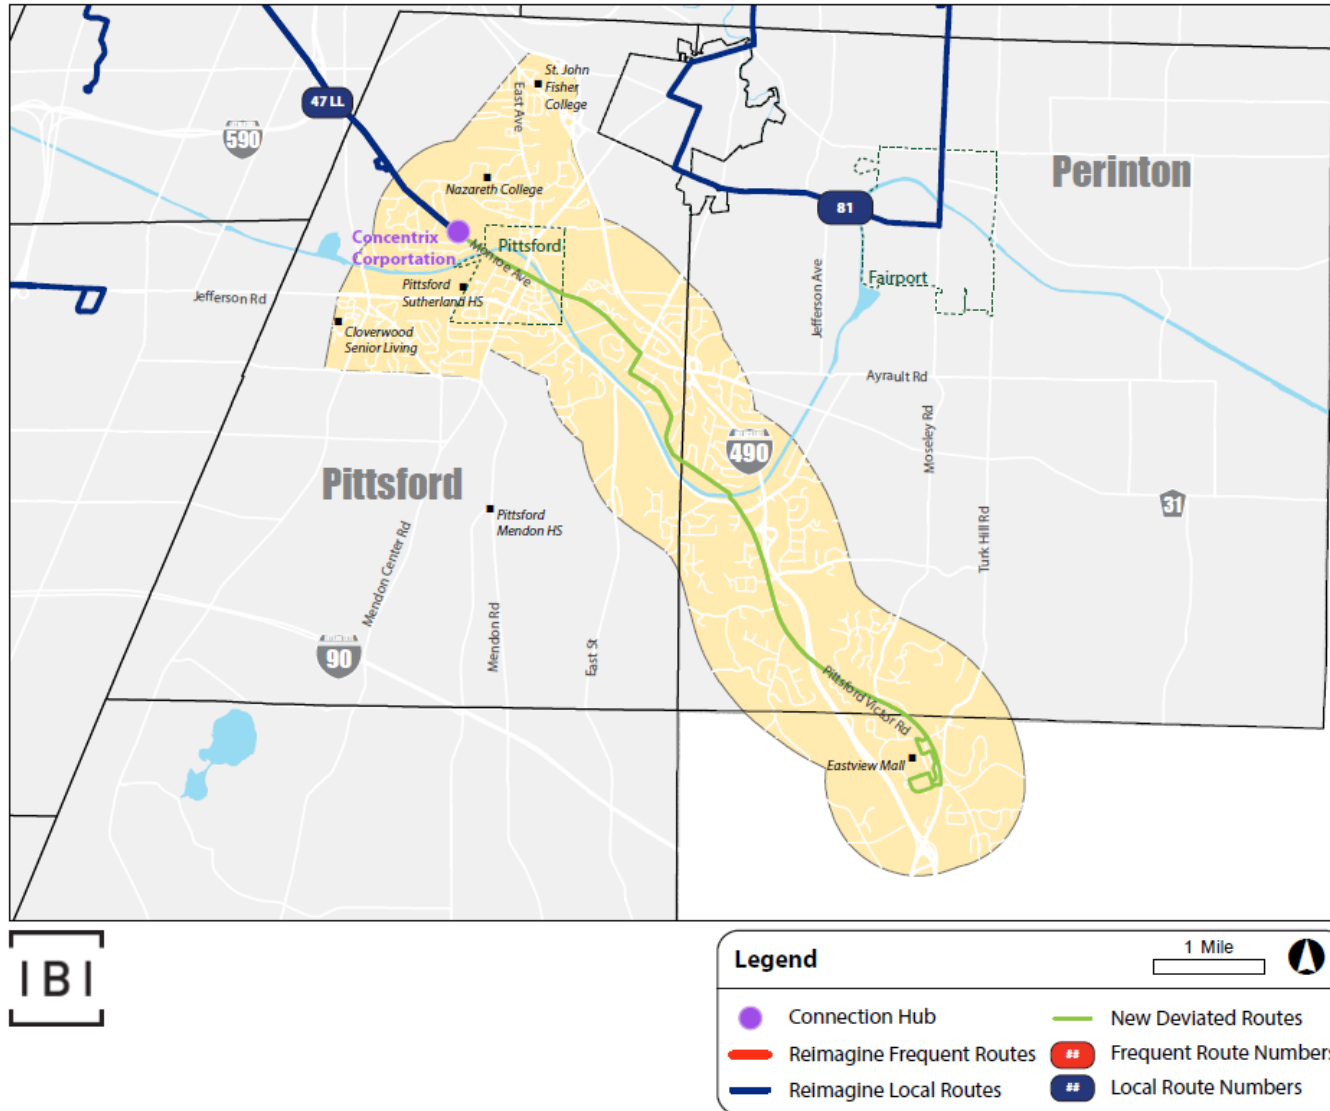 St. John
Fisher
College
East Ave
47 LL
590
Perinton
Nazareth College
81
Concentrix
Corportation
Pittsford
Monroe Ave
Fairport
Pittsford
Sutherland HS
Jefferson Rd
Jefferson Ave
Cloverwood
Senior Living
Ayrault Rd
Moseley Rd
490
Pittsford
31
Pittsford
Mendon HS
Turk Hill Rd
Mendon Center Rd
Mendon Rd
East St
90
Pittsford Victor Rd
Eastview Mall
IBI
Legend
1 Mile
Connection Hub
New Deviated Routes
Reimagine Frequent Routes
## Frequent Route Numbers
Reimagine Local Routes
## Local Route Numbers